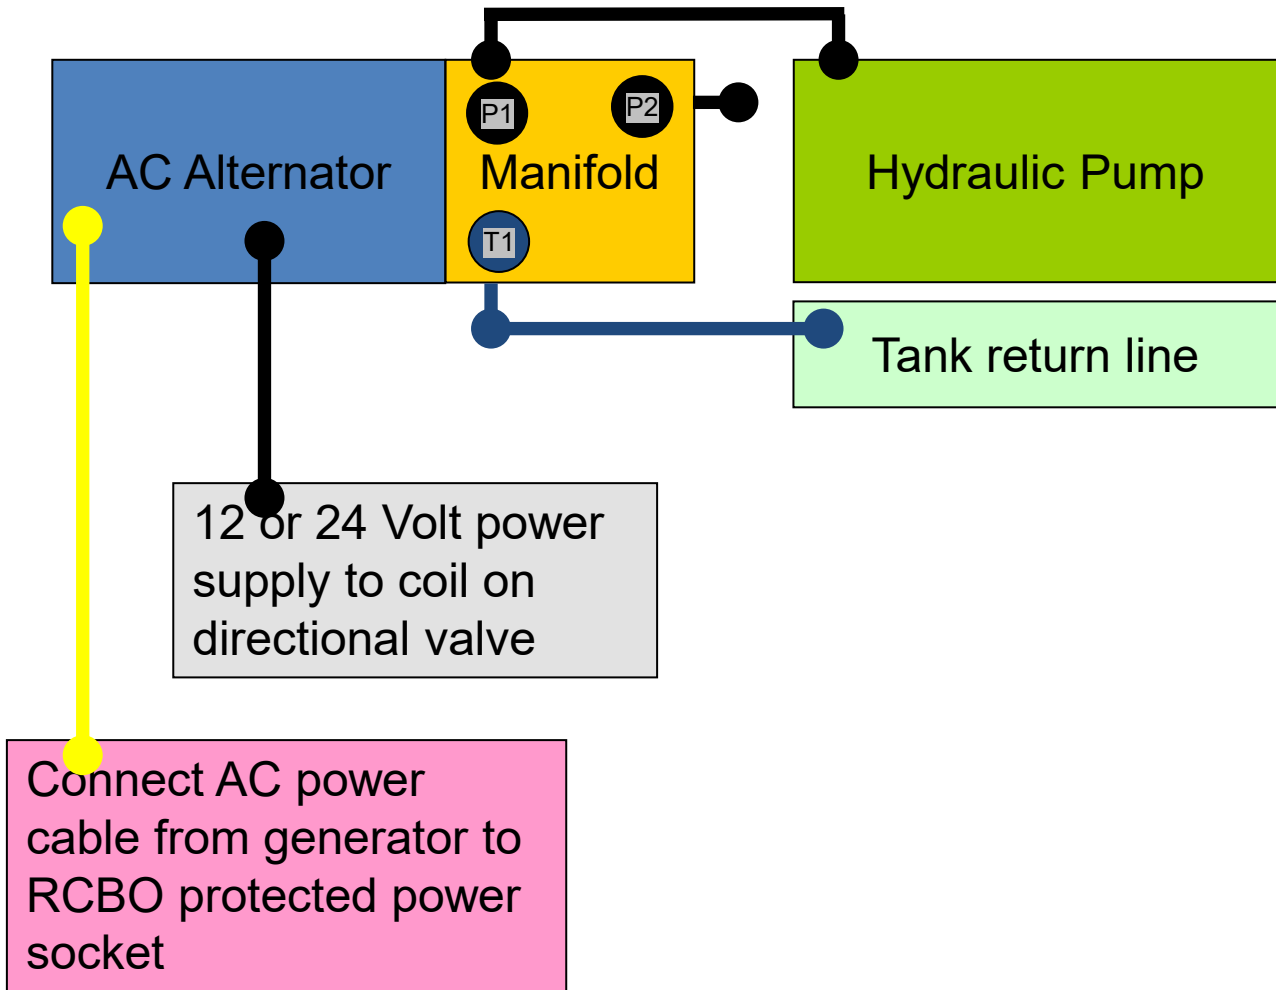 P1
P2
AC Alternator
Manifold
Hydraulic Pump
T1
Tank return line
12 or 24 Volt power
supply to coil on
directional valve
Connect AC power
cable from generator to
RCBO protected power
socket